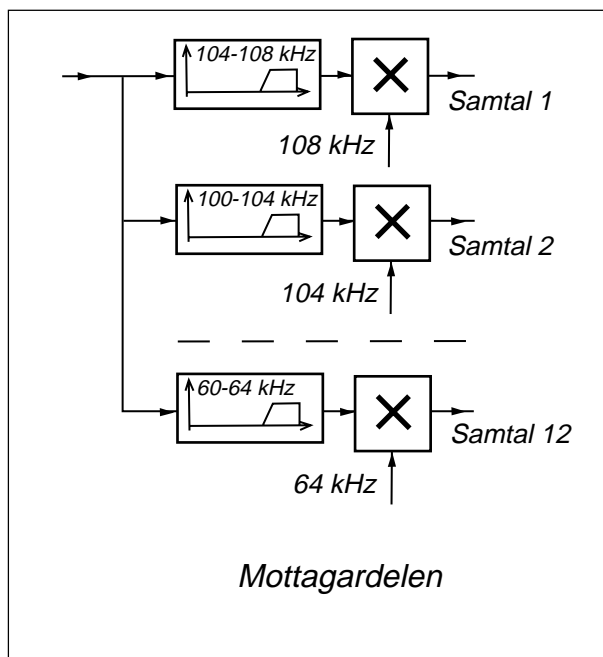 104-108 kHz
Samtal 1
108 kHz
100-104 kHz
Samtal 2
104 kHz
60-64 kHz
Samtal 12
64 kHz
Mottagardelen